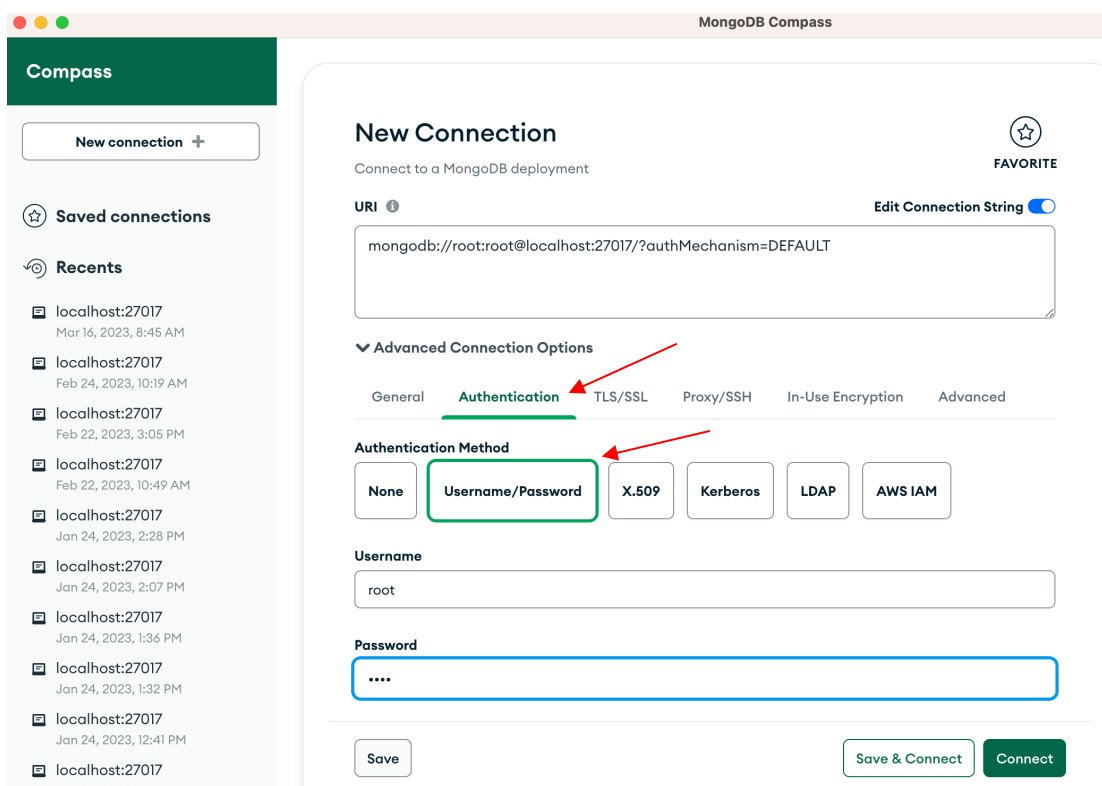 MongoDB Compass
Compass
New connection
Saved connections
Recents
localhost:27017
Mar 16, 2023, 8:45 AM
localhost:27017
Feb 24, 2023, 10:19 AM
localhost:27017
Feb 22, 2023, 3:05 PM
localhost:27017
Feb 22, 2023, 10:49 AM
localhost:27017
Jan 24, 2023, 2:28 PM
localhost:27017
Jan 24, 2023, 2:07 PM
localhost:27017
Jan 24, 2023, 1:36 PM
localhost:27017
Jan 24, 2023, 1:32 PM
localhost:27017
Jan 24, 2023, 12:41 PM
localhost:27017
New Connection
FAVORITE
Connect to a MongoDB deployment
URI Edit Connection String
mongodb://root:root@localhost:27017/?authMechanism=DEFAULT
Advanced Connection Options
General Authentication TLS/SSL Proxy/SSH In-Use Encryption Advanced
Authentication Method
None Username/Password X.509 Kerberos LDAP AWS IAM
Username
root
Password
••••
Save Save & Connect Connect